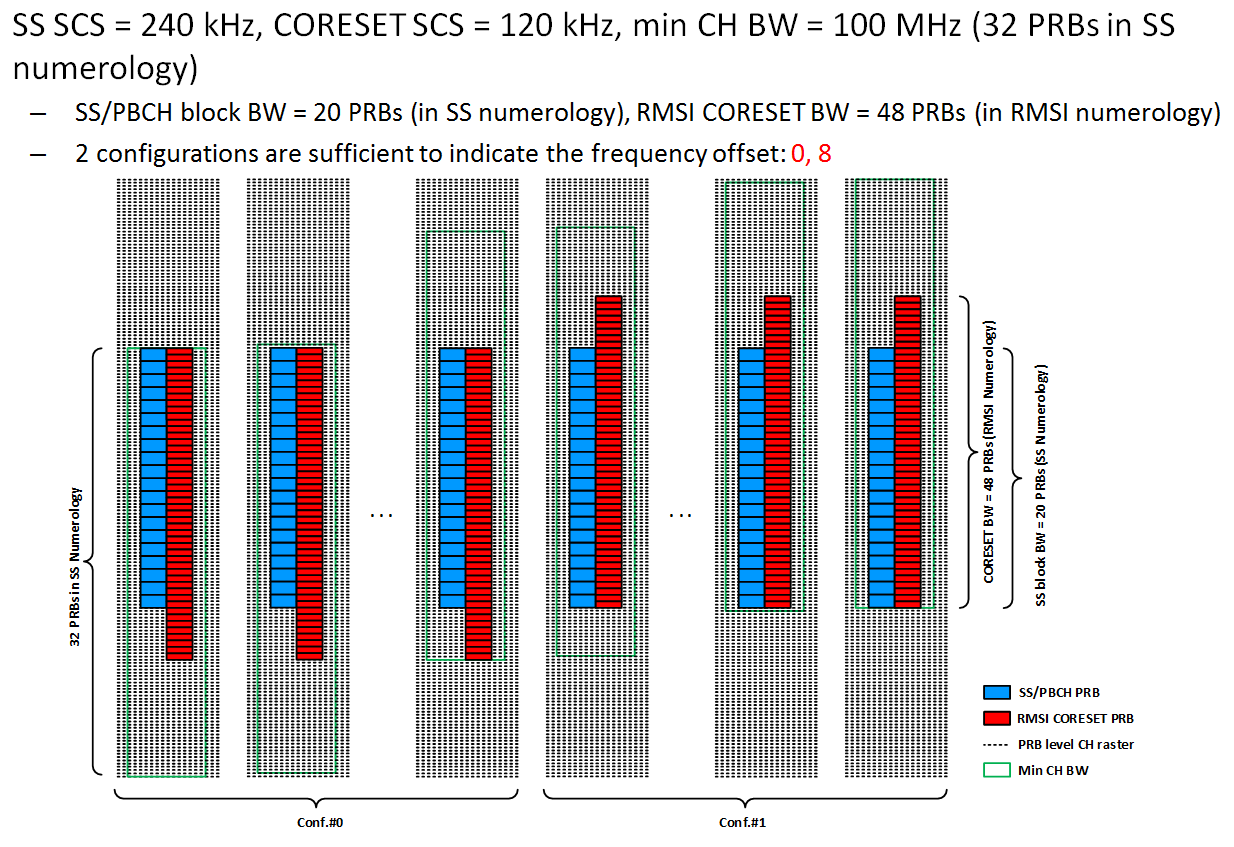 SS SCS = 240 kHz, CORESET SCS = 120 kHz, min CH BW = 100 MHz (32 PRBs in SS
numerology)
– SS/PBCH block BW = 20 PRBs (in SS numerology), RMSI CORESET BW = 48 PRBs (in RMSI numerology)
– 2 configurations are sufficient to indicate the frequency offset: 0, 8
32 PRBs in SS Numerology
...
...
CORESET BW = 48 PRBs (RMSI Numerology)
SS block BW = 20 PRBs (SS Numerology)
SS/PBCH PRB
RMSI CORESET PRB
PRB level CH raster
Min CH BW
Conf.#0
Conf.#1